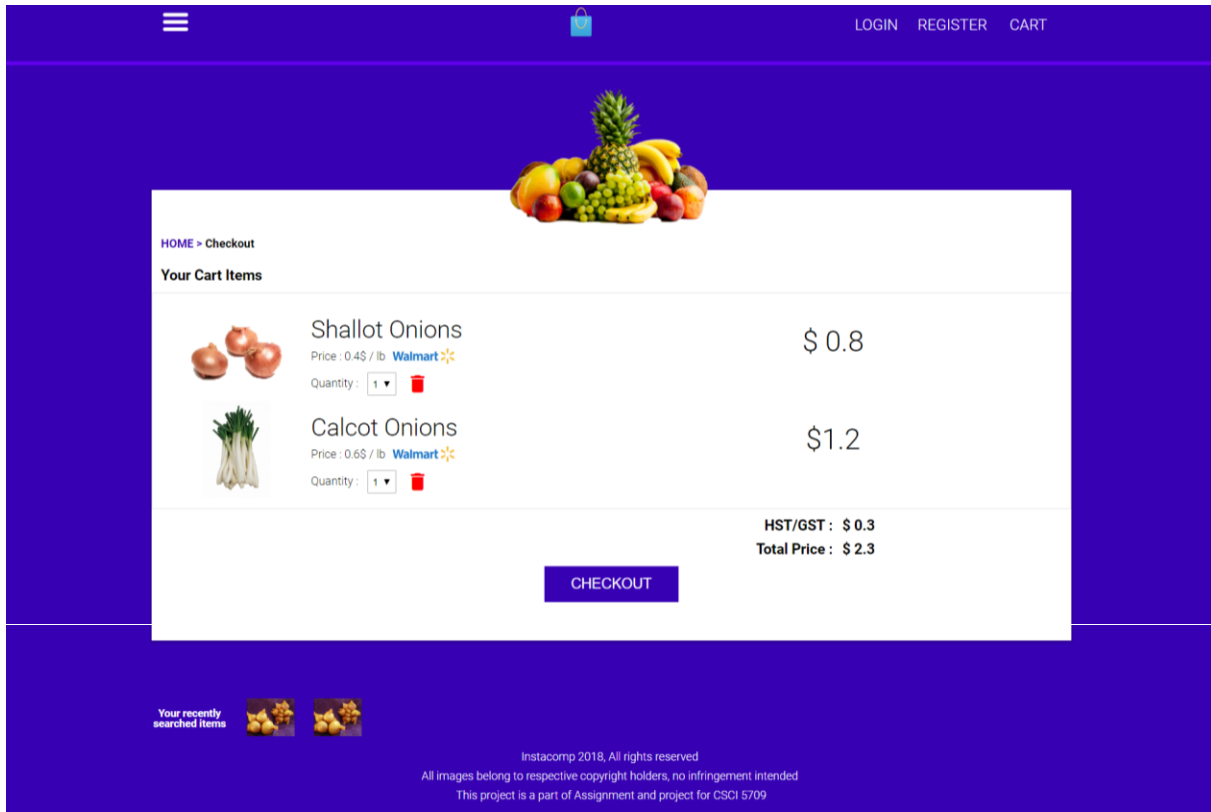 LOGIN REGISTER CART
HOME > Checkout
Your Cart Items
Shallot Onions
Price : 0.4$ / lb Walmart
Quantity : 1
$ 0.8
Calcot Onions
Price : 0.6$ / lb Walmart
Quantity : 1
$1.2
HST/GST : $ 0.3
Total Price : $ 2.3
CHECKOUT
Your recently
searched items
Instacomp 2018, All rights reserved
All images belong to respective copyright holders, no infringement intended
This project is a part of Assignment and project for CSCI 5709